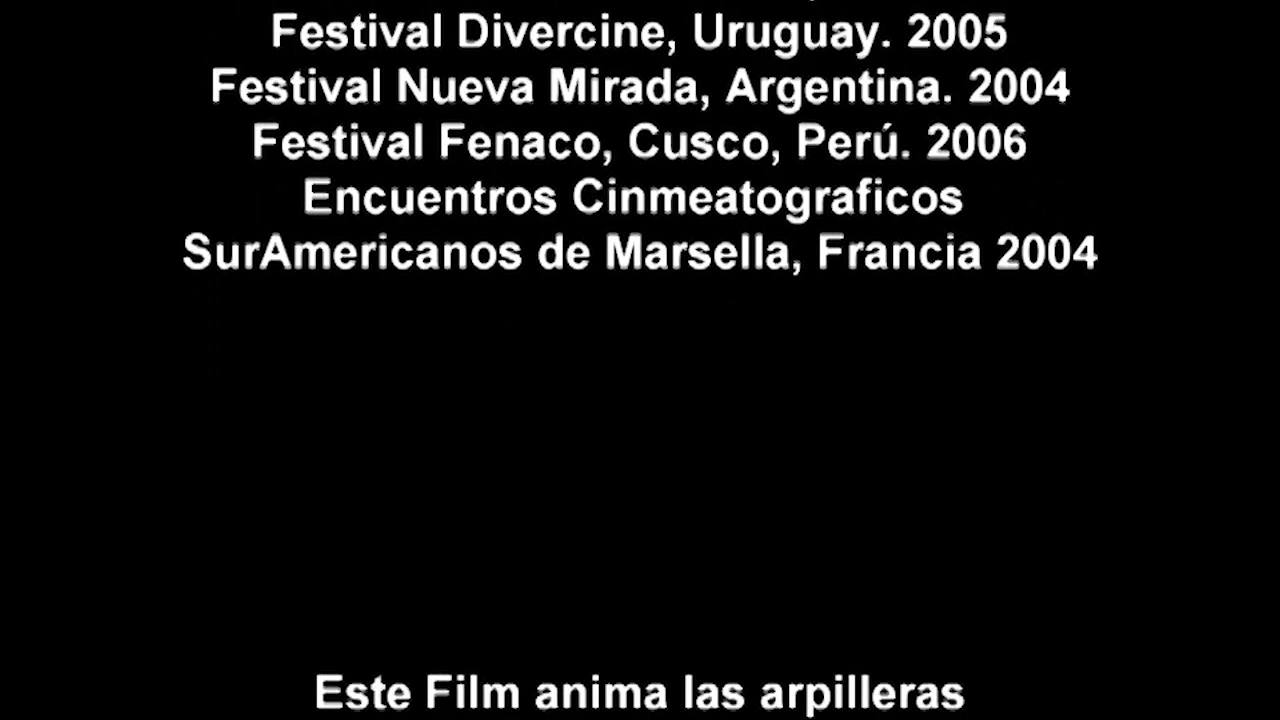 Festival Divercine, Uruguay. 2005
Festival Nueva Mirada, Argentina. 2004
Festival Fenaco, Cusco, Perú. 2006
Encuentros Cinmeatograficos
SurAmericanos de Marsella, Francia 2004
Este Film anima las arpilleras